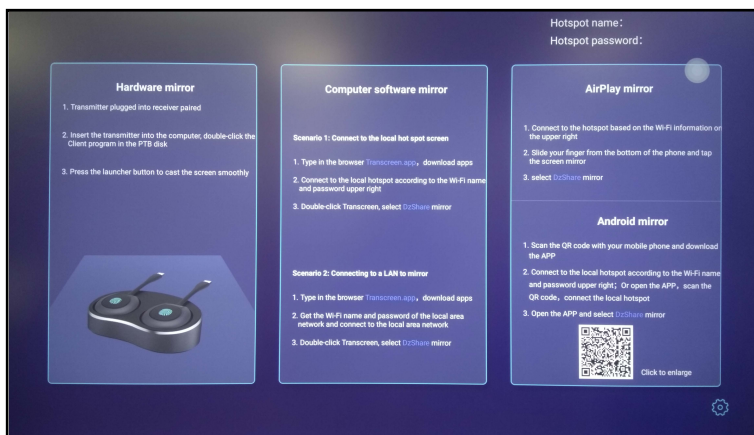 Hotspot name：
Hotspot password：
Hardware mirror
1. Transmitter plugged into receiver paired
2. Insert the transmitter into the computer, double-click the
Client program in the PTB disk
3. Press the launcher button to cast the screen smoothly
Computer software mirror
Scenario 1: Connect to the local hot spot screen
1. Type in the browser Transcreen.app，download apps
2. Connect to the local hotspot according to the Wi-Fi name
and password upper right
3. Double-click Transcreen, select DzShare mirror
Scenario 2: Connecting to a LAN to mirror
1. Type in the browser Transcreen.app，download apps
2. Get the Wi-Fi name and password of the local area
network and connect to the local area network
3. Double-click Transcreen, select DzShare mirror
AirPlay mirror
1. Connect to the hotspot based on the Wi-Fi information on
the upper right
2. Slide your finger from the bottom of the phone and tap
the screen mirror
3. select DzShare mirror
Android mirror
1. Scan the QR code with your mobile phone and download
the APP
2. Connect to the local hotspot according to the Wi-Fi name
and password upper right；Or open the APP，scan the
QR code，connect the local hotspot
3. Open the APP and select DzShare mirror
Click to enlarge